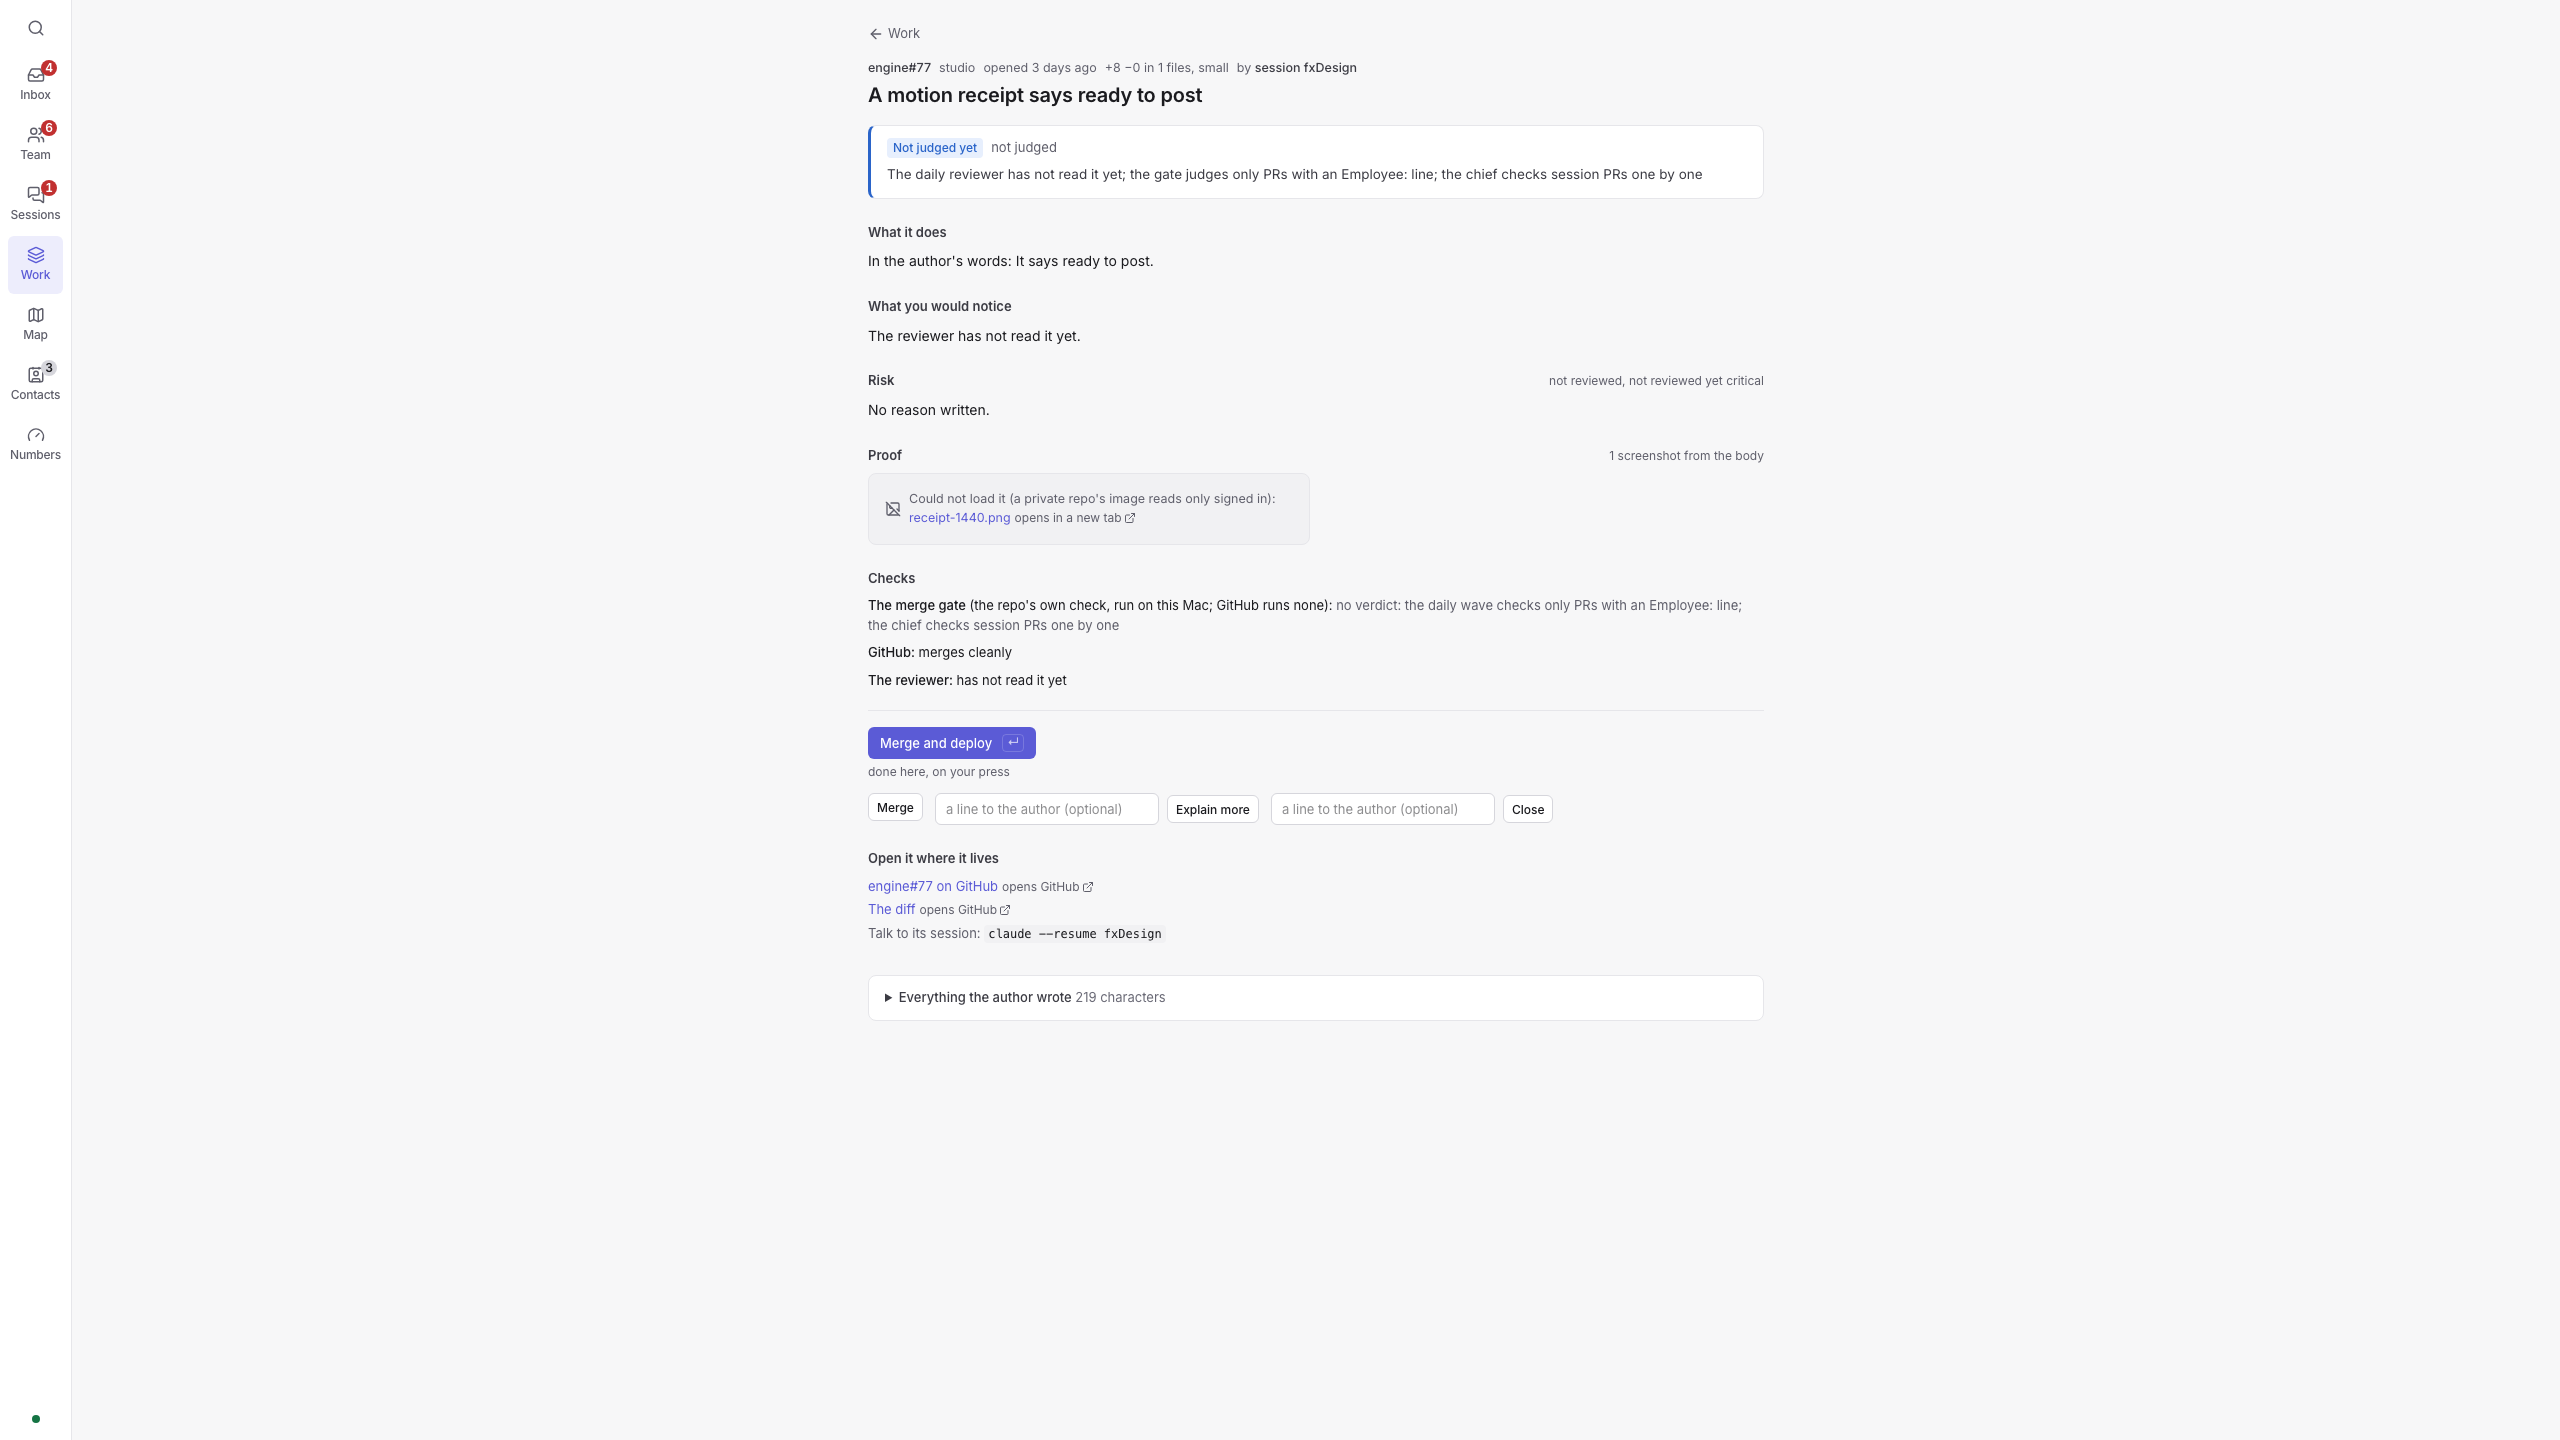 4
Inbox
6
Team
1
Sessions
Work
Map
3
Contacts
Numbers
Work
engine#77 studio opened 3 days ago +8 −0 in 1 files, small by session fxDesign
A motion receipt says ready to post
Not judged yet not judged
The daily reviewer has not read it yet; the gate judges only PRs with an Employee: line; the chief checks session PRs one by one
What it does
In the author's words: It says ready to post.
What you would notice
The reviewer has not read it yet.
Risk not reviewed, not reviewed yet critical
No reason written.
Proof 1 screenshot from the body
Could not load it (a private repo's image reads only signed in):
receipt-1440.png opens in a new tab
Checks
The merge gate (the repo's own check, run on this Mac; GitHub runs none): no verdict: the daily wave checks only PRs with an Employee: line;
the chief checks session PRs one by one
GitHub: merges cleanly
The reviewer: has not read it yet
Merge and deploy
done here, on your press
Merge a line to the author (optional) Explain more a line to the author (optional) Close
Open it where it lives
engine#77 on GitHub opens GitHub
The diff opens GitHub
Talk to its session: claude --resume fxDesign
Everything the author wrote 219 characters